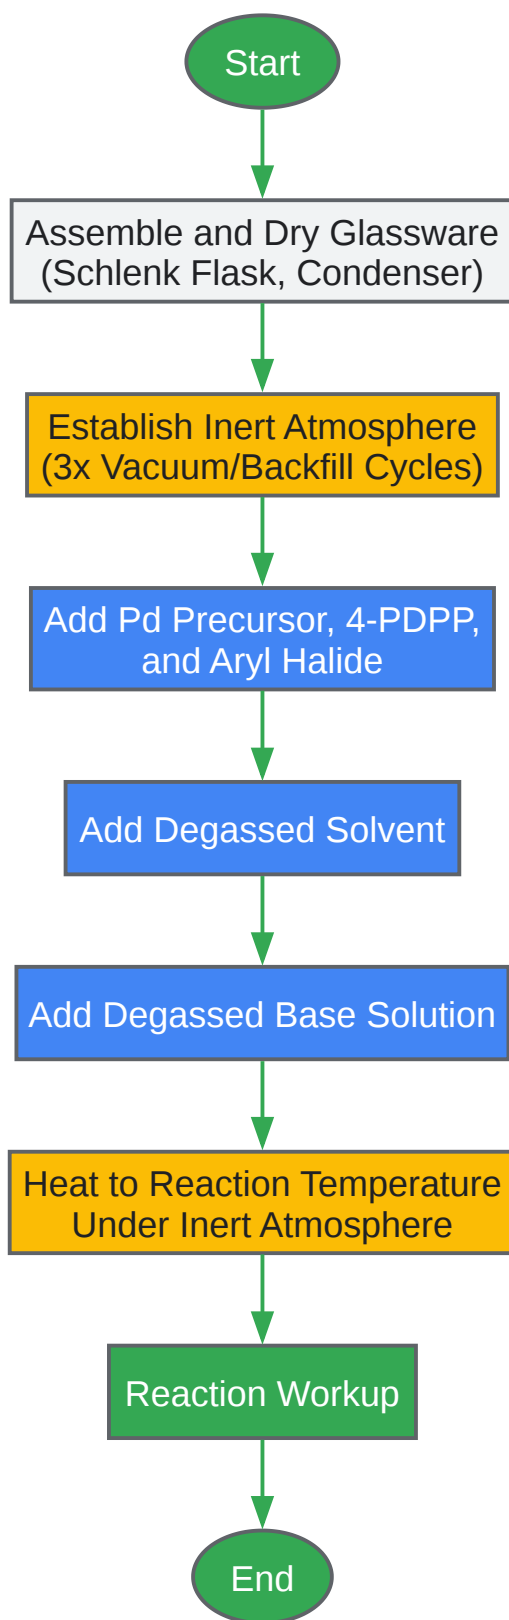 Start
Assemble and Dry Glassware
(Schlenk Flask, Condenser)
Establish Inert Atmosphere
(3x Vacuum/Backfill Cycles)
Add Pd Precursor, 4-PDPP,
and Aryl Halide
Add Degassed Solvent
Add Degassed Base Solution
Heat to Reaction Temperature
Under Inert Atmosphere
Reaction Workup
End